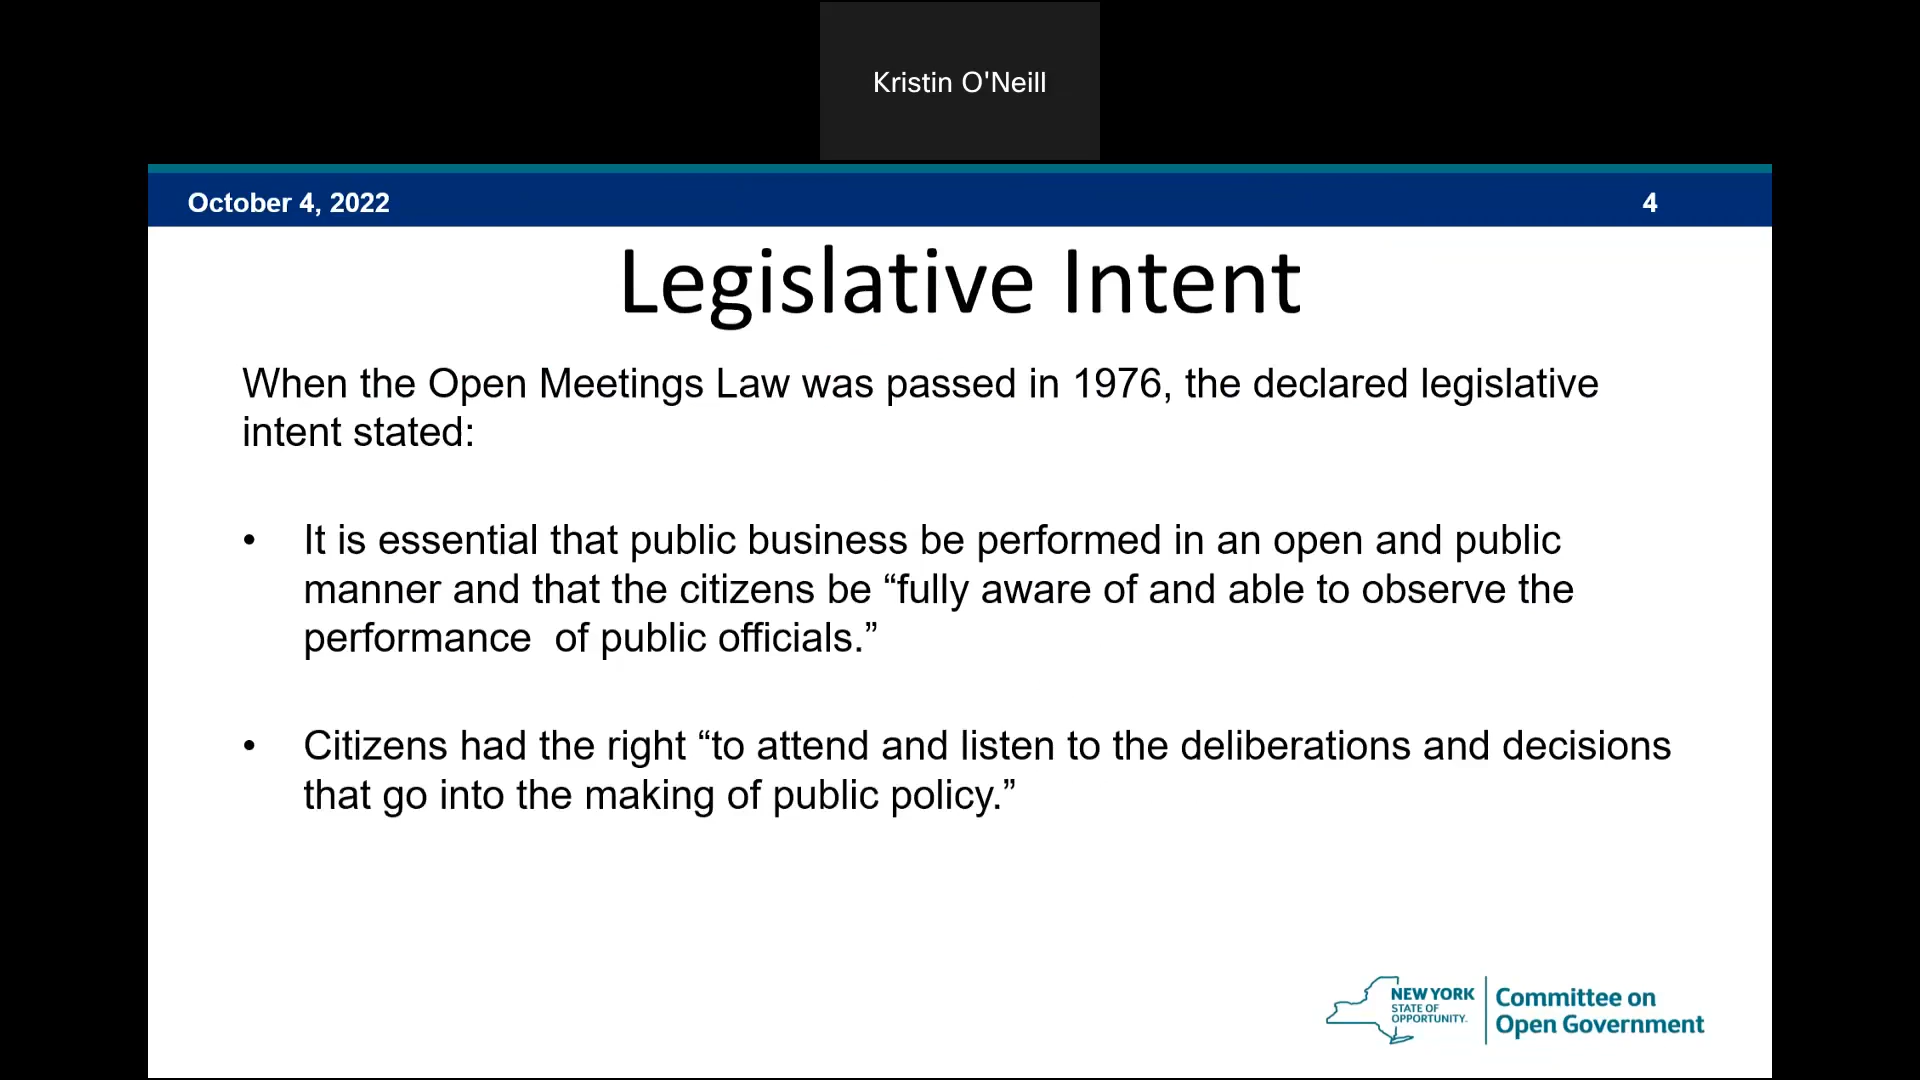 Kristin O'Neill
October 4, 2022
4
Legislative Intent
When the Open Meetings Law was passed in 1976, the declared legislative
intent stated:
• It is essential that public business be performed in an open and public
manner and that the citizens be “fully aware of and able to observe the
performance  of public officials.”
• Citizens had the right “to attend and listen to the deliberations and decisions
that go into the making of public policy.”
NEW YORK
STATE OF
OPPORTUNITY.
Committee on
Open Government